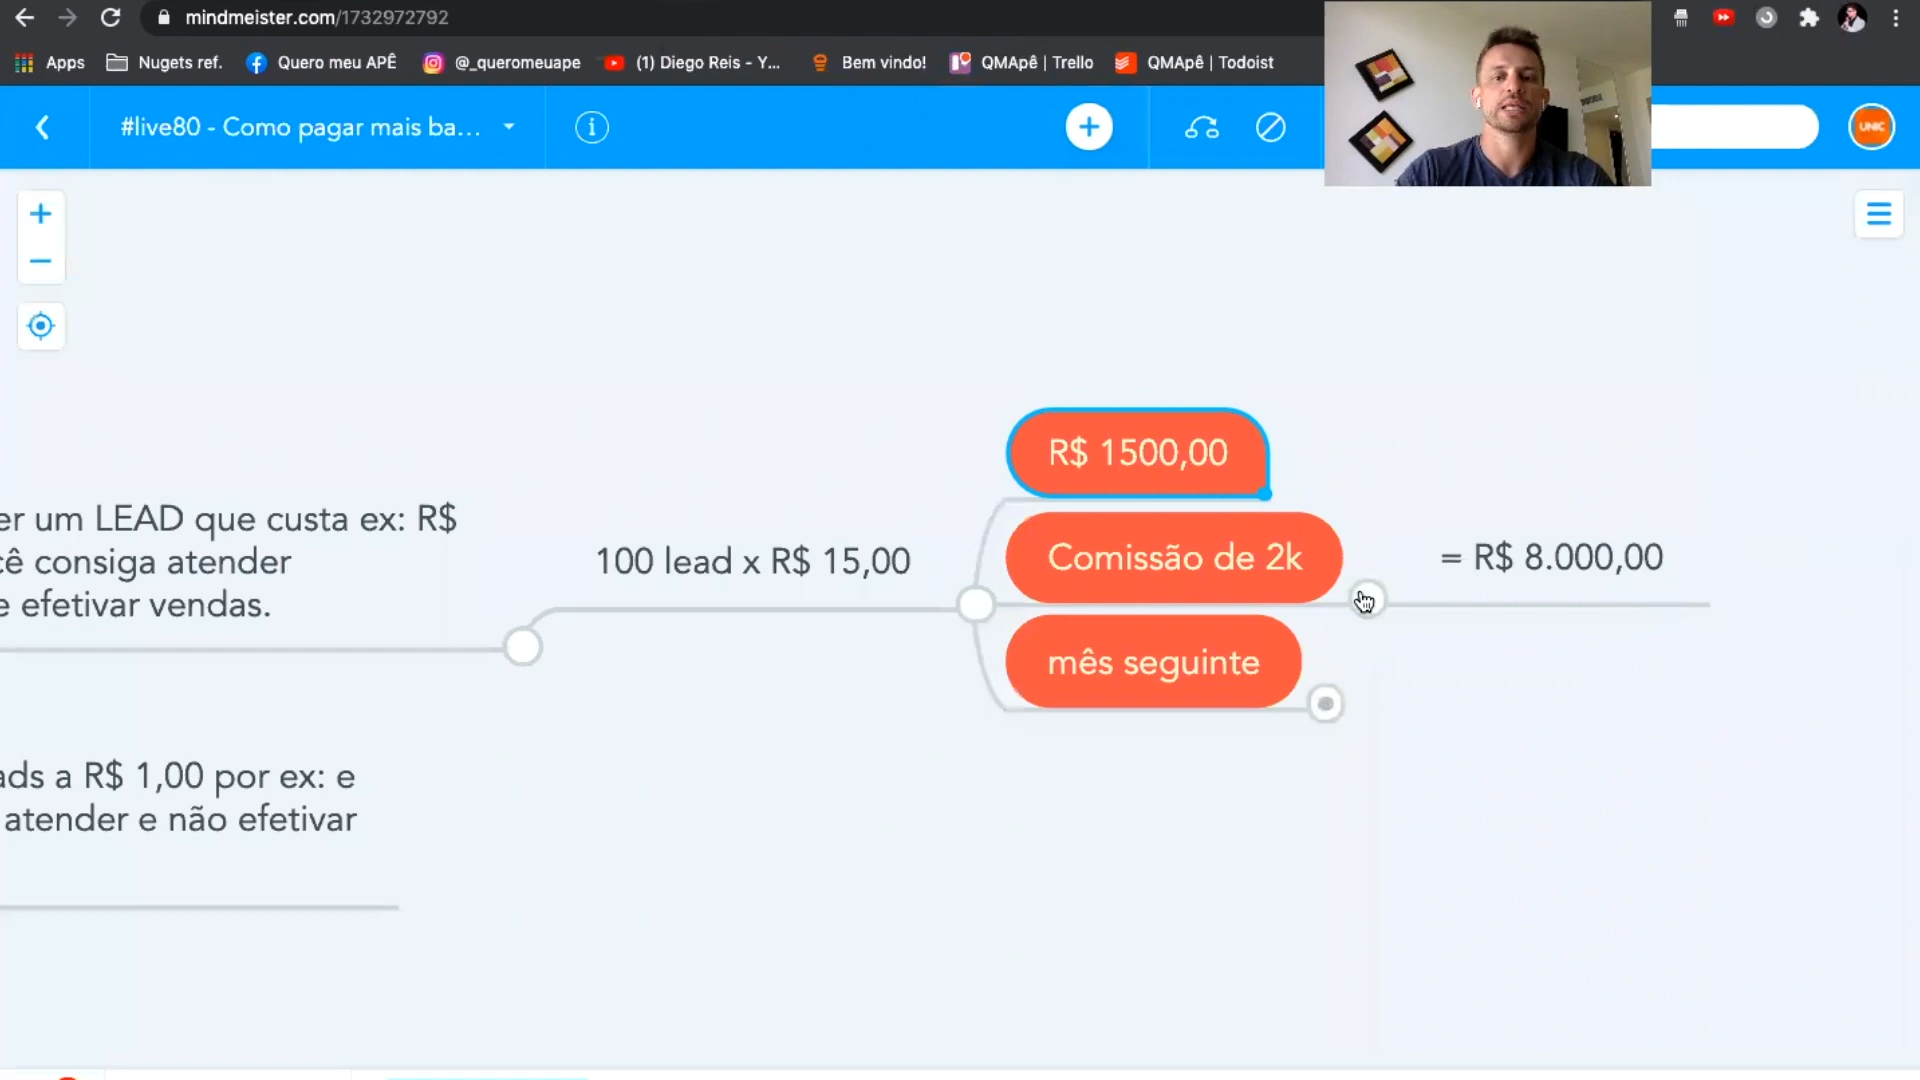 mindmeister.com/1732972792
Apps
Nugets ref.
Quero meu APÊ
@_queromeuape
(1) Diego Reis - Y...
Bem vindo!
QMApê | Trello
QMApê | Todoist
#live80 - Como pagar mais ba...
UNIC
R$ 1500,00
er um LEAD que custa ex: R$
cê consiga atender
e efetivar vendas.
100 lead x R$ 15,00
Comissão de 2k
= R$ 8.000,00
mês seguinte
ads a R$ 1,00 por ex: e
atender e não efetivar